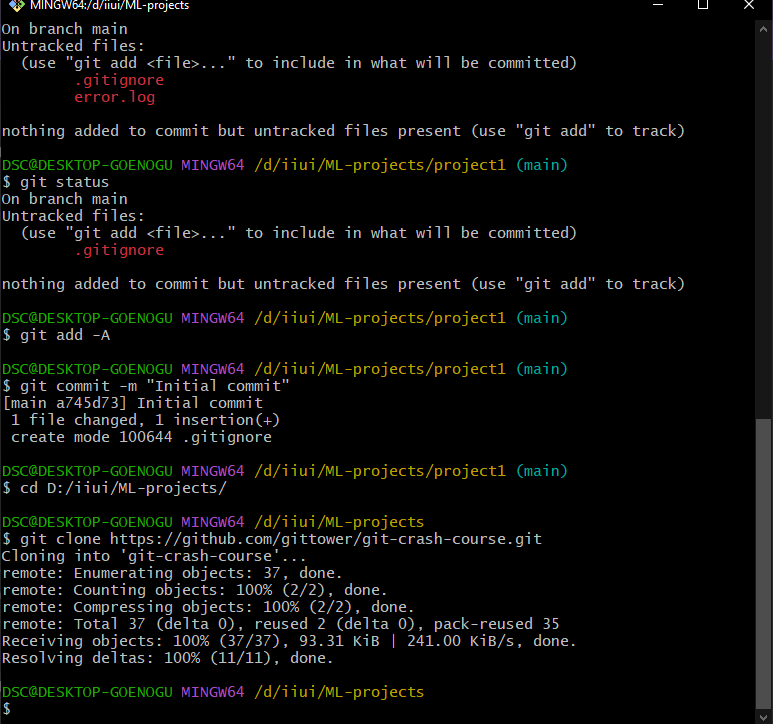 MINGW64:/d/iiui/ML-projects
On branch main
Untracked files:
  (use "git add <file>..." to include in what will be committed)
        .gitignore
        error.log

nothing added to commit but untracked files present (use "git add" to track)

DSC@DESKTOP-GOENOGU MINGW64 /d/iiui/ML-projects/project1 (main)
$ git status
On branch main
Untracked files:
  (use "git add <file>..." to include in what will be committed)
        .gitignore

nothing added to commit but untracked files present (use "git add" to track)

DSC@DESKTOP-GOENOGU MINGW64 /d/iiui/ML-projects/project1 (main)
$ git add -A

DSC@DESKTOP-GOENOGU MINGW64 /d/iiui/ML-projects/project1 (main)
$ git commit -m "Initial commit"
[main a745d73] Initial commit
 1 file changed, 1 insertion(+)
 create mode 100644 .gitignore

DSC@DESKTOP-GOENOGU MINGW64 /d/iiui/ML-projects/project1 (main)
$ cd D:/iiui/ML-projects/

DSC@DESKTOP-GOENOGU MINGW64 /d/iiui/ML-projects
$ git clone https://github.com/gittower/git-crash-course.git
Cloning into 'git-crash-course'...
remote: Enumerating objects: 37, done.
remote: Counting objects: 100% (2/2), done.
remote: Compressing objects: 100% (2/2), done.
remote: Total 37 (delta 0), reused 2 (delta 0), pack-reused 35
Receiving objects: 100% (37/37), 93.31 KiB | 241.00 KiB/s, done.
Resolving deltas: 100% (11/11), done.

DSC@DESKTOP-GOENOGU MINGW64 /d/iiui/ML-projects
$